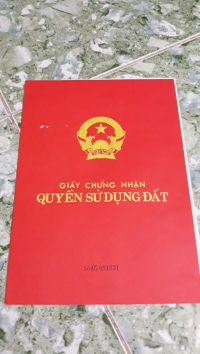 GIẤY CHỨNG NHẬN
QUYỀN SỬ DỤNG ĐẤT